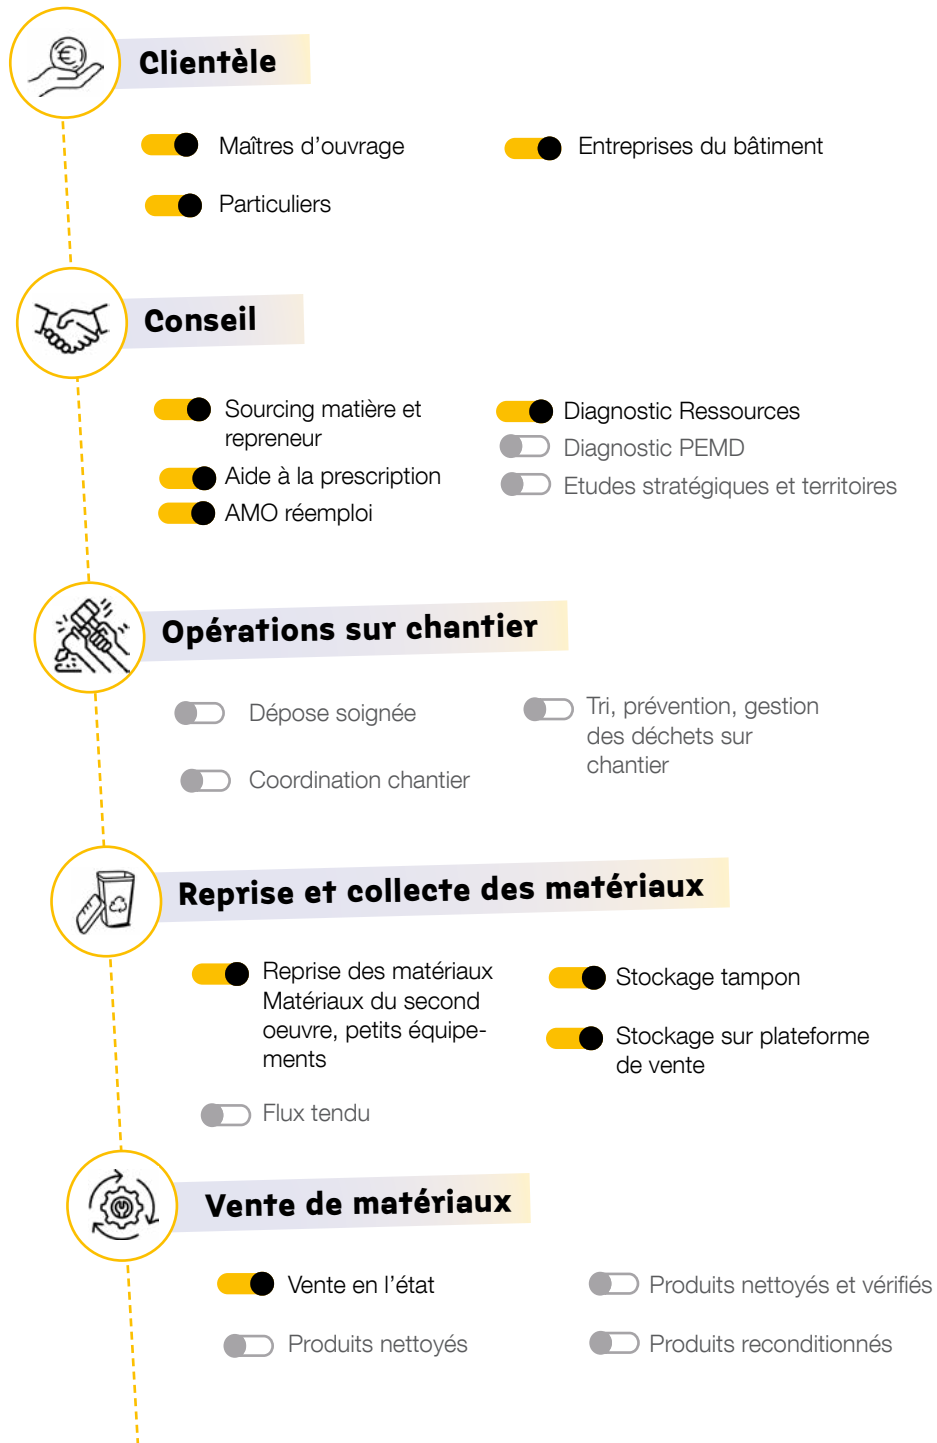 Clientèle
Maîtres d'ouvrage
Entreprises du bâtiment
Particuliers
Conseil
Sourcing matière et
repreneur
Aide à la prescription
AMO réemploi
Diagnostic Ressources
Diagnostic PEMD
Etudes stratégiques et territoires
Opérations sur chantier
Dépose soignée
Coordination chantier
Tri, prévention, gestion
des déchets sur
chantier
Reprise et collecte des matériaux
Reprise des matériaux
Matériaux du second
oeuvre, petits équipe-
ments
Flux tendu
Stockage tampon
Stockage sur plateforme
de vente
Vente de matériaux
Vente en l'état
Produits nettoyés et vérifiés
Produits nettoyés
Produits reconditionnés